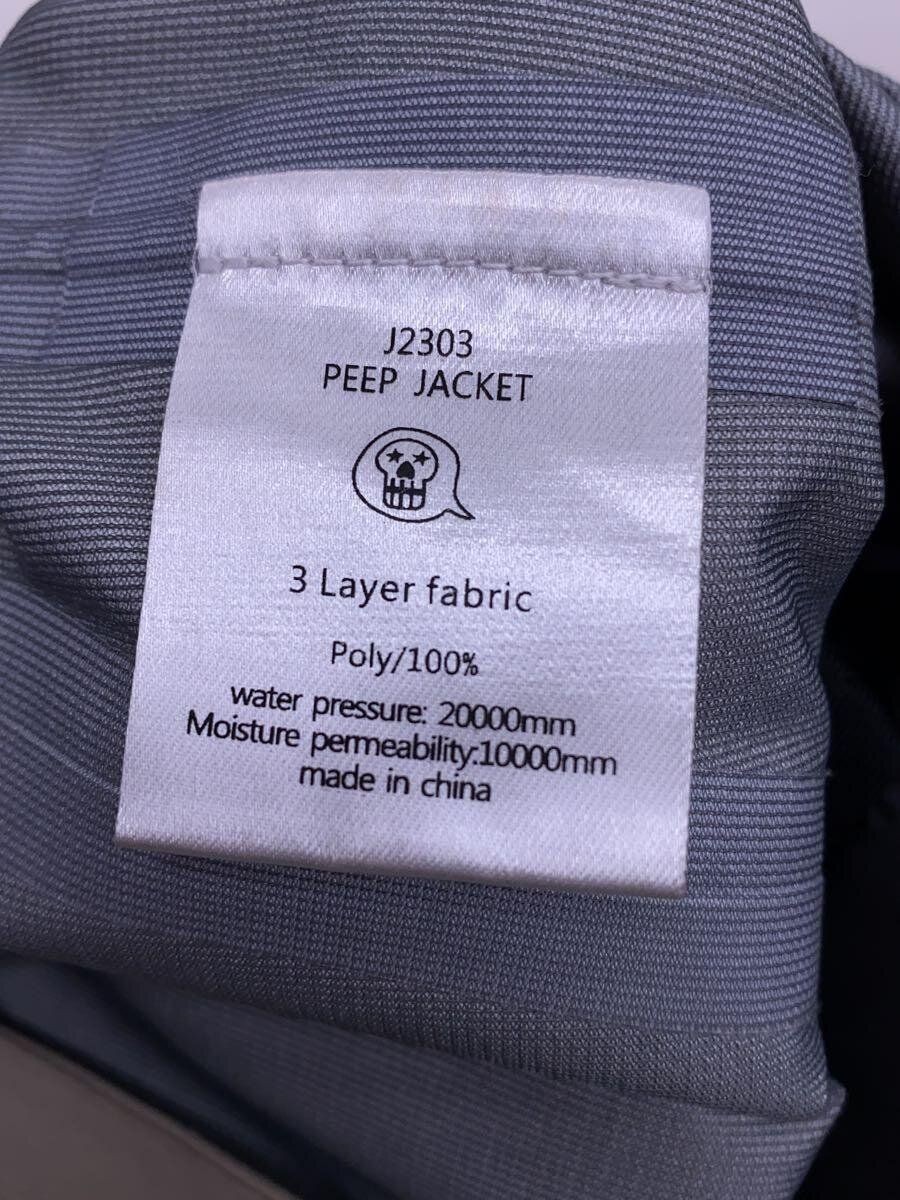 J2303
PEEP JACKET
3 Layer fabric
Poly/100%
water pressure: 20000mm
Moisture permeability:10000mm
made in china